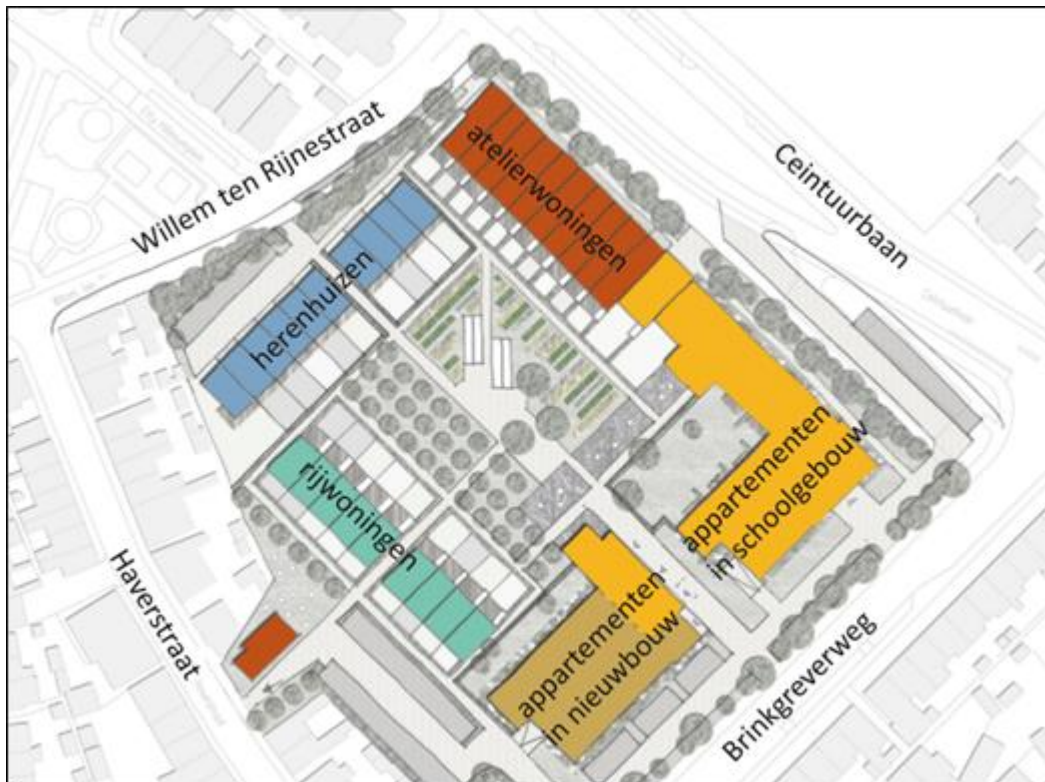 Willem ten Rijnestraat
atelierwoningen
Ceintuurbaan
herenhuizen
rijwoningen
appartementen
in schoolgebouw
Haverstraat
appartementen
in nieuwbouw
Brinkgreverweg